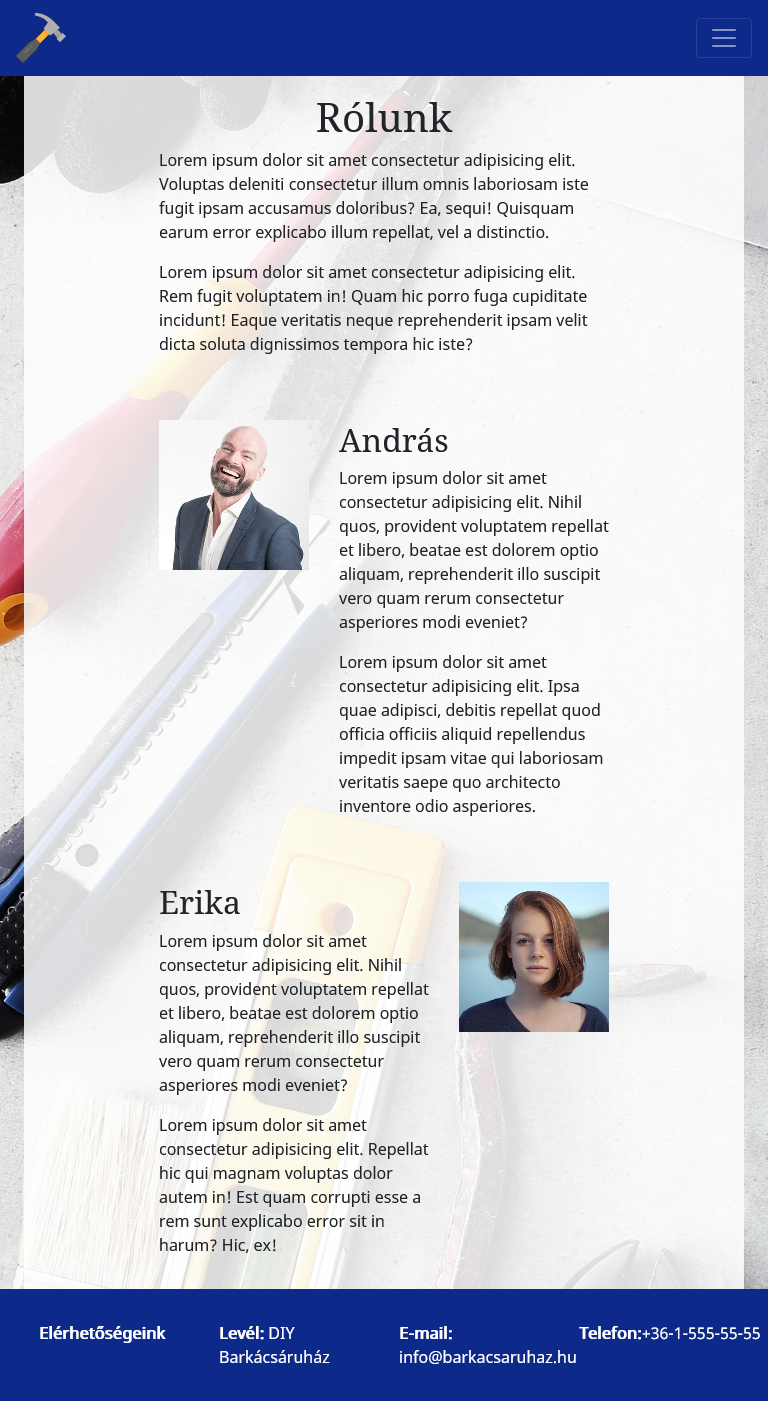 Rólunk
Lorem ipsum dolor sit amet consectetur adipisicing elit.
Voluptas deleniti consectetur illum omnis laboriosam iste
fugit ipsam accusamus doloribus? Ea, sequi! Quisquam
earum error explicabo illum repellat, vel a distinctio.
Lorem ipsum dolor sit amet consectetur adipisicing elit.
Rem fugit voluptatem in! Quam hic porro fuga cupiditate
incidunt! Eaque veritatis neque reprehenderit ipsam velit
dicta soluta dignissimos tempora hic iste?
András
Lorem ipsum dolor sit amet
consectetur adipisicing elit. Nihil
quos, provident voluptatem repellat
et libero, beatae est dolorem optio
aliquam, reprehenderit illo suscipit
vero quam rerum consectetur
asperiores modi eveniet?
Lorem ipsum dolor sit amet
consectetur adipisicing elit. Ipsa
quae adipisci, debitis repellat quod
officia officiis aliquid repellendus
impedit ipsam vitae qui laboriosam
veritatis saepe quo architecto
inventore odio asperiores.
Erika
Lorem ipsum dolor sit amet
consectetur adipisicing elit. Nihil
quos, provident voluptatem repellat
et libero, beatae est dolorem optio
aliquam, reprehenderit illo suscipit
vero quam rerum consectetur
asperiores modi eveniet?
Lorem ipsum dolor sit amet
consectetur adipisicing elit. Repellat
hic qui magnam voluptas dolor
autem in! Est quam corrupti esse a
rem sunt explicabo error sit in
harum? Hic, ex!
Elérhetőségeink
Levél: DIY
Barkácsáruház
E-mail:
info@barkacsaruhaz.hu
Telefon:+36-1-555-55-55